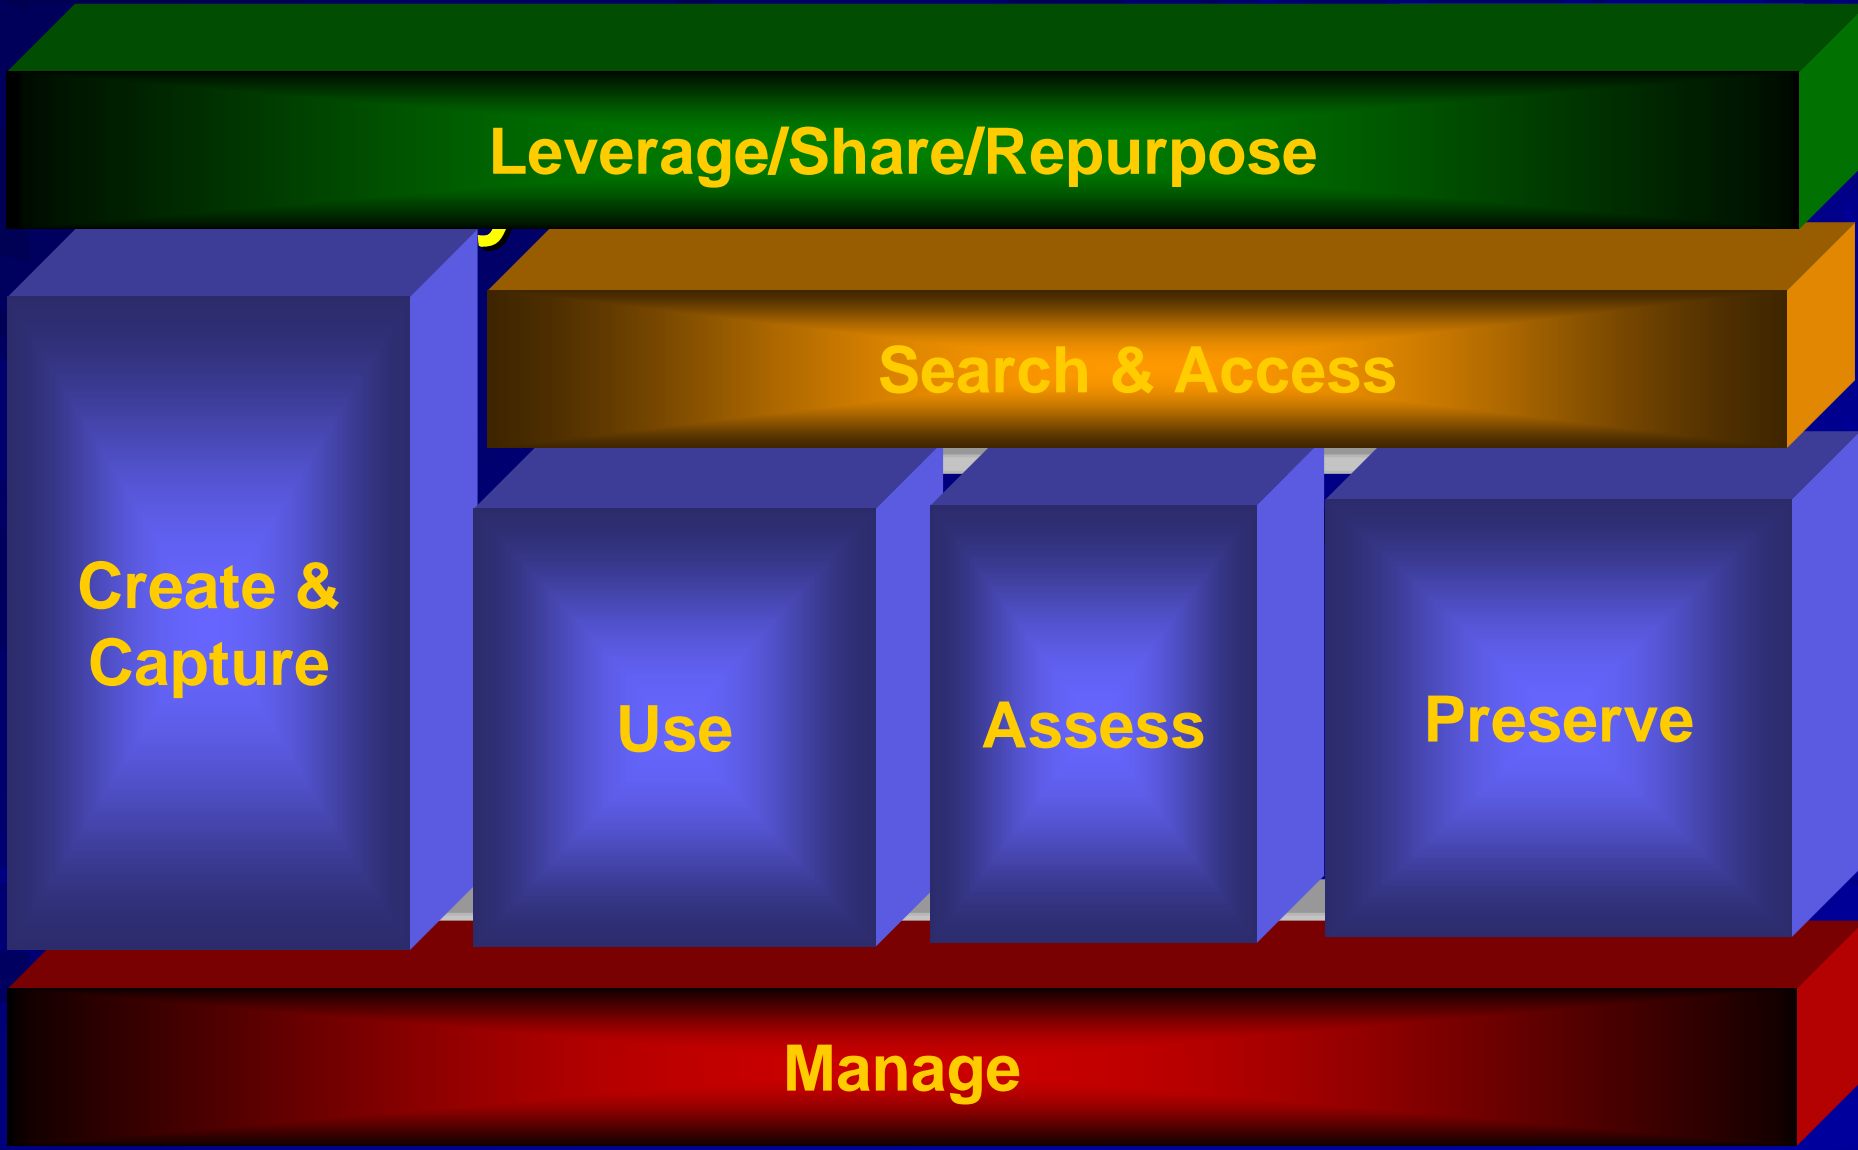 Leverage/Share/Repurpose
Search & Access
Create &
Capture
Use
Assess
Preserve
Manage